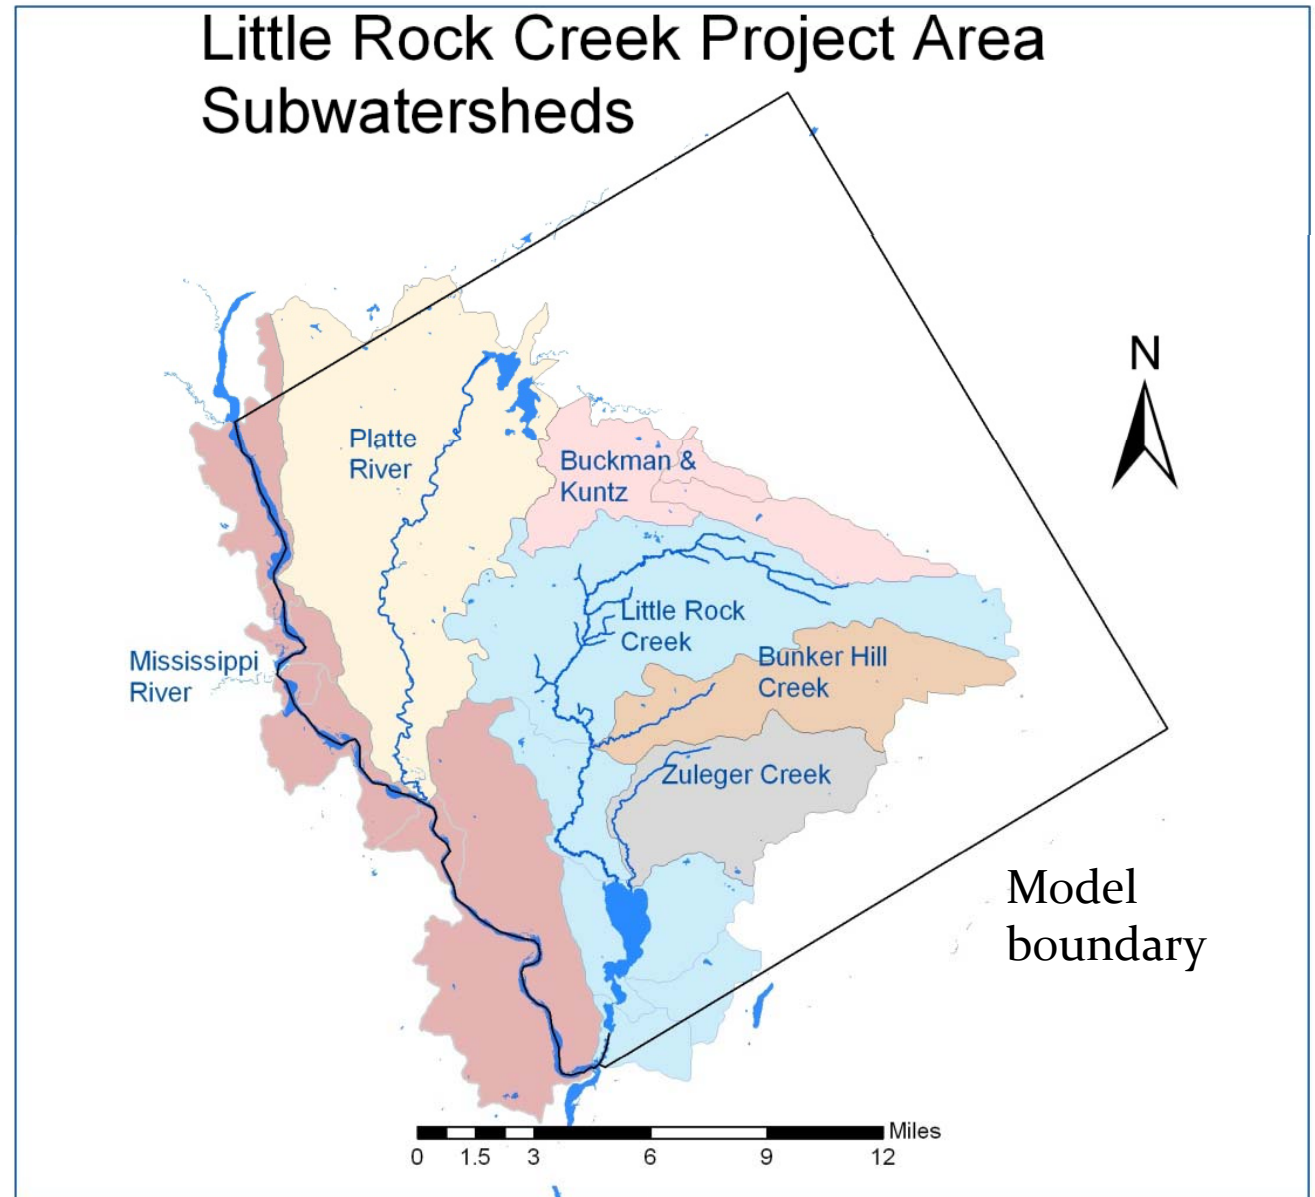 Little Rock Creek Project Area
Subwatersheds
N
Platte
River
Buckman &
Kuntz
Little Rock
Creek
Mississippi
River
Bunker Hill
Creek
Zuleger Creek
Model
boundary
Miles
0 1.5 3 6 9 12